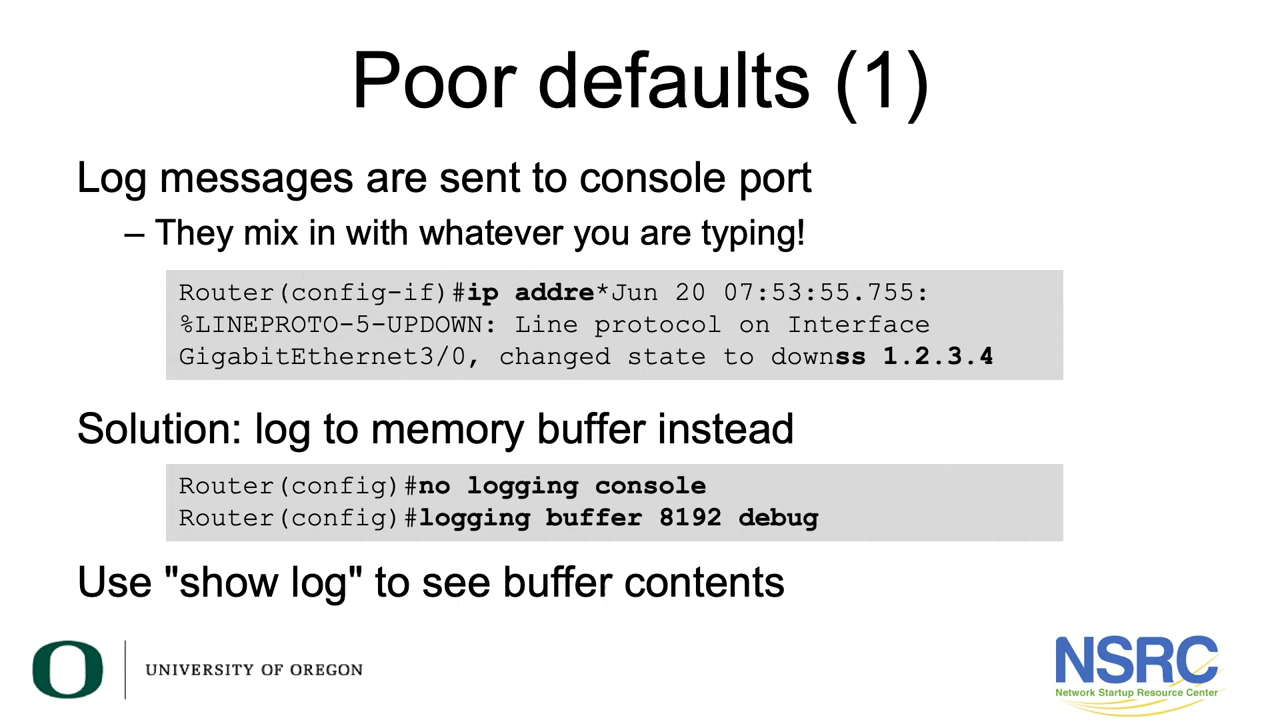 Poor defaults (1)
Log messages are sent to console port
– They mix in with whatever you are typing!
Router(config-if)#ip addre*Jun 20 07:53:55.755:
%LINEPROTO-5-UPDOWN: Line protocol on Interface
GigabitEthernet3/0, changed state to downss 1.2.3.4
Solution: log to memory buffer instead
Router(config)#no logging console
Router(config)#logging buffer 8192 debug
Use "show log" to see buffer contents
O UNIVERSITY OF OREGON
NSRC
Network Startup Resource Center